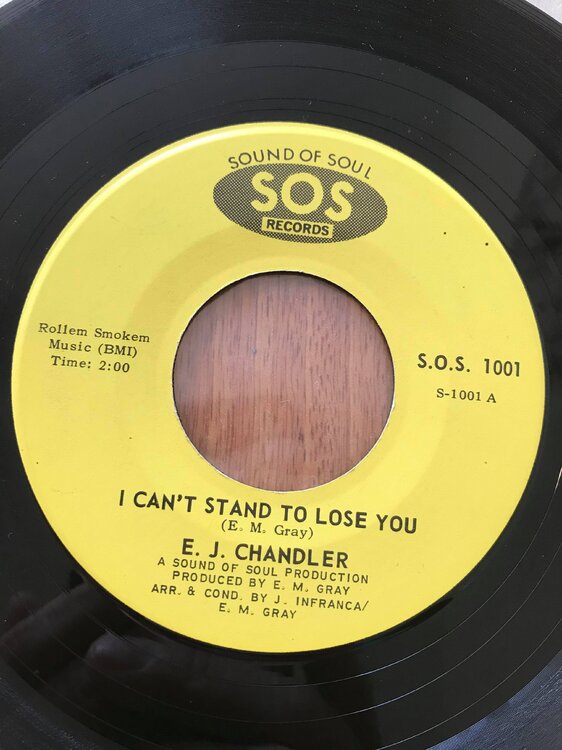 SOUND OF SOUL
SOS
RECORDS
Rollem Smokem
Music (BMI)
Time: 2:00
S.O.S. 1001
S-1001 A
I CAN'T STAND TO LOSE YOU
(E. M. Gray)
E. J. CHANDLER
A SOUND OF SOUL PRODUCTION
PRODUCED BY E. M. GRAY
ARR. & COND. BY J. INFRANCA/
E. M. GRAY